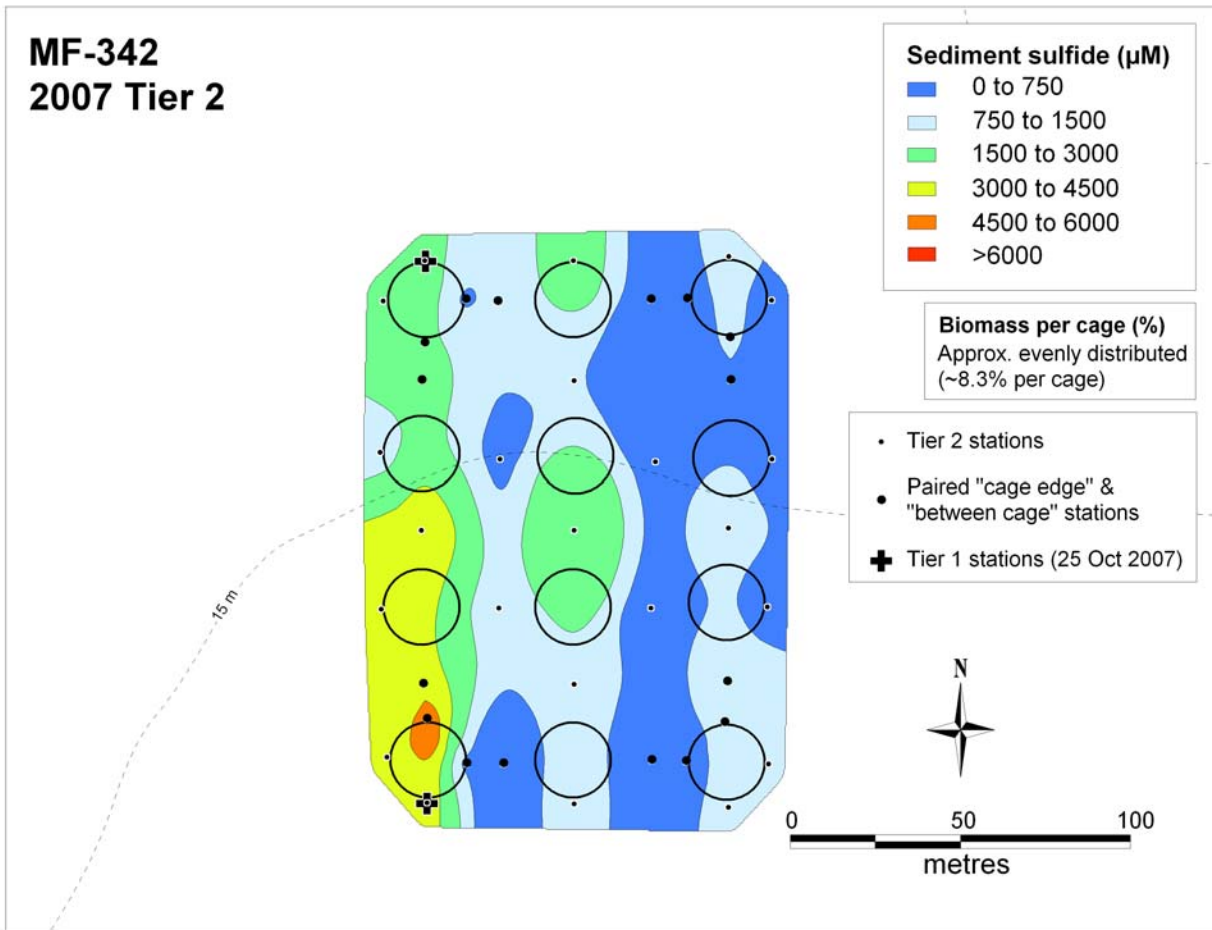 MF-342
2007 Tier 2
Sediment sulfide (µM)
0 to 750
750 to 1500
1500 to 3000
3000 to 4500
4500 to 6000
>6000
Biomass per cage (%)
Approx. evenly distributed
(~8.3% per cage)
Tier 2 stations
Paired "cage edge" &
"between cage" stations
Tier 1 stations (25 Oct 2007)
15 m
N
0 50 100
metres